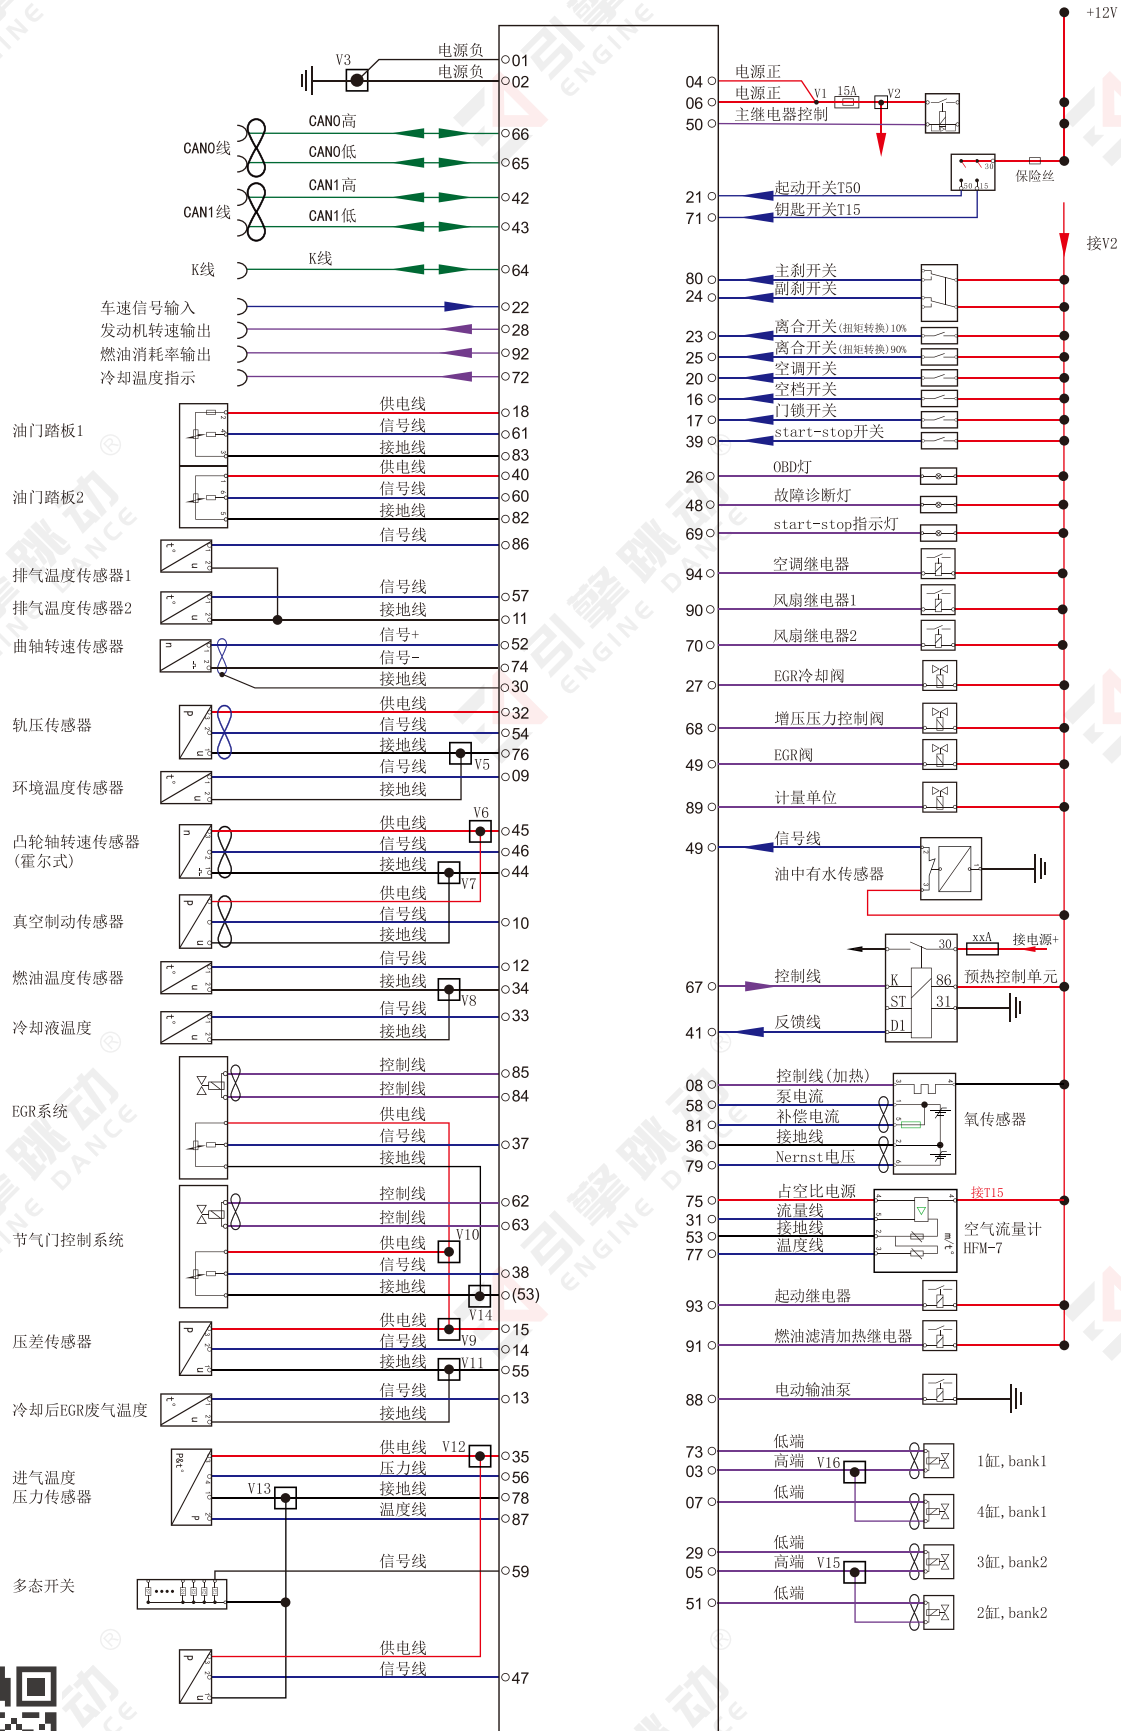 +12V
电源负 01
V3
电源负 02
CAN0高 66
CAN0线
CAN0低 65
CAN1高 42
CAN1线
CAN1低 43
K线 K线 64
车速信号输入 22
发动机转速输出 28
燃油消耗率输出 92
冷却温度指示 72
供电线 18
油门踏板1 信号线 61
接地线 83
供电线 40
油门踏板2 信号线 60
接地线 82
信号线 86
排气温度传感器1
信号线 57
排气温度传感器2 接地线 11
信号+ 52
曲轴转速传感器 信号- 74
接地线 30
供电线 32
轨压传感器 信号线 54
接地线 76
V5
信号线 09
环境温度传感器 接地线
V6
供电线 45
凸轮轴转速传感器 信号线 46
(霍尔式) 接地线 44
V7
供电线
真空制动传感器 信号线 10
接地线
信号线 12
燃油温度传感器 接地线 34
V8
信号线 33
冷却液温度 接地线
控制线 85
控制线 84
EGR系统 供电线
信号线 37
接地线
控制线 62
控制线 63
V10
节气门控制系统 供电线
信号线 38
接地线 (53)
V14
供电线 15
压差传感器 信号线 14
V9
接地线 55
V11
信号线 13
冷却后EGR废气温度 接地线
V12
供电线 35
进气温度 压力线 56
压力传感器 接地线 78
V13
温度线 87
信号线 59
多态开关
供电线
信号线 47
04 电源正
06 电源正 V1 15A V2
50 主继电器控制
30
50 15
保险丝
21 起动开关T50
71 钥匙开关T15
接V2
80 主刹开关
24 副刹开关
23 离合开关(扭矩转换)10%
25 离合开关(扭矩转换)90%
20 空调开关
16 空档开关
17 门锁开关
39 start-stop开关
26 OBD灯
48 故障诊断灯
69 start-stop指示灯
94 空调继电器
90 风扇继电器1
70 风扇继电器2
27 EGR冷却阀
68 增压压力控制阀
49 EGR阀
89 计量单位
49 信号线
油中有水传感器
xxA 接电源+
30
67 控制线 K 86 预热控制单元
ST 31
41 反馈线 D1
08 控制线(加热)
58 泵电流
81 补偿电流 氧传感器
36 接地线
79 Nernst电压
75 占空比电源 接T15
31 流量线
53 接地线 空气流量计
77 温度线 HFM-7
m/t°
93 起动继电器
91 燃油滤清加热继电器
88 电动输油泵
73 低端
03 高端 V16 1缸,bank1
07 低端 4缸,bank1
29 低端
05 高端 V15 3缸,bank2
51 低端 2缸,bank2
引擎跳动
ENGINE DANCE